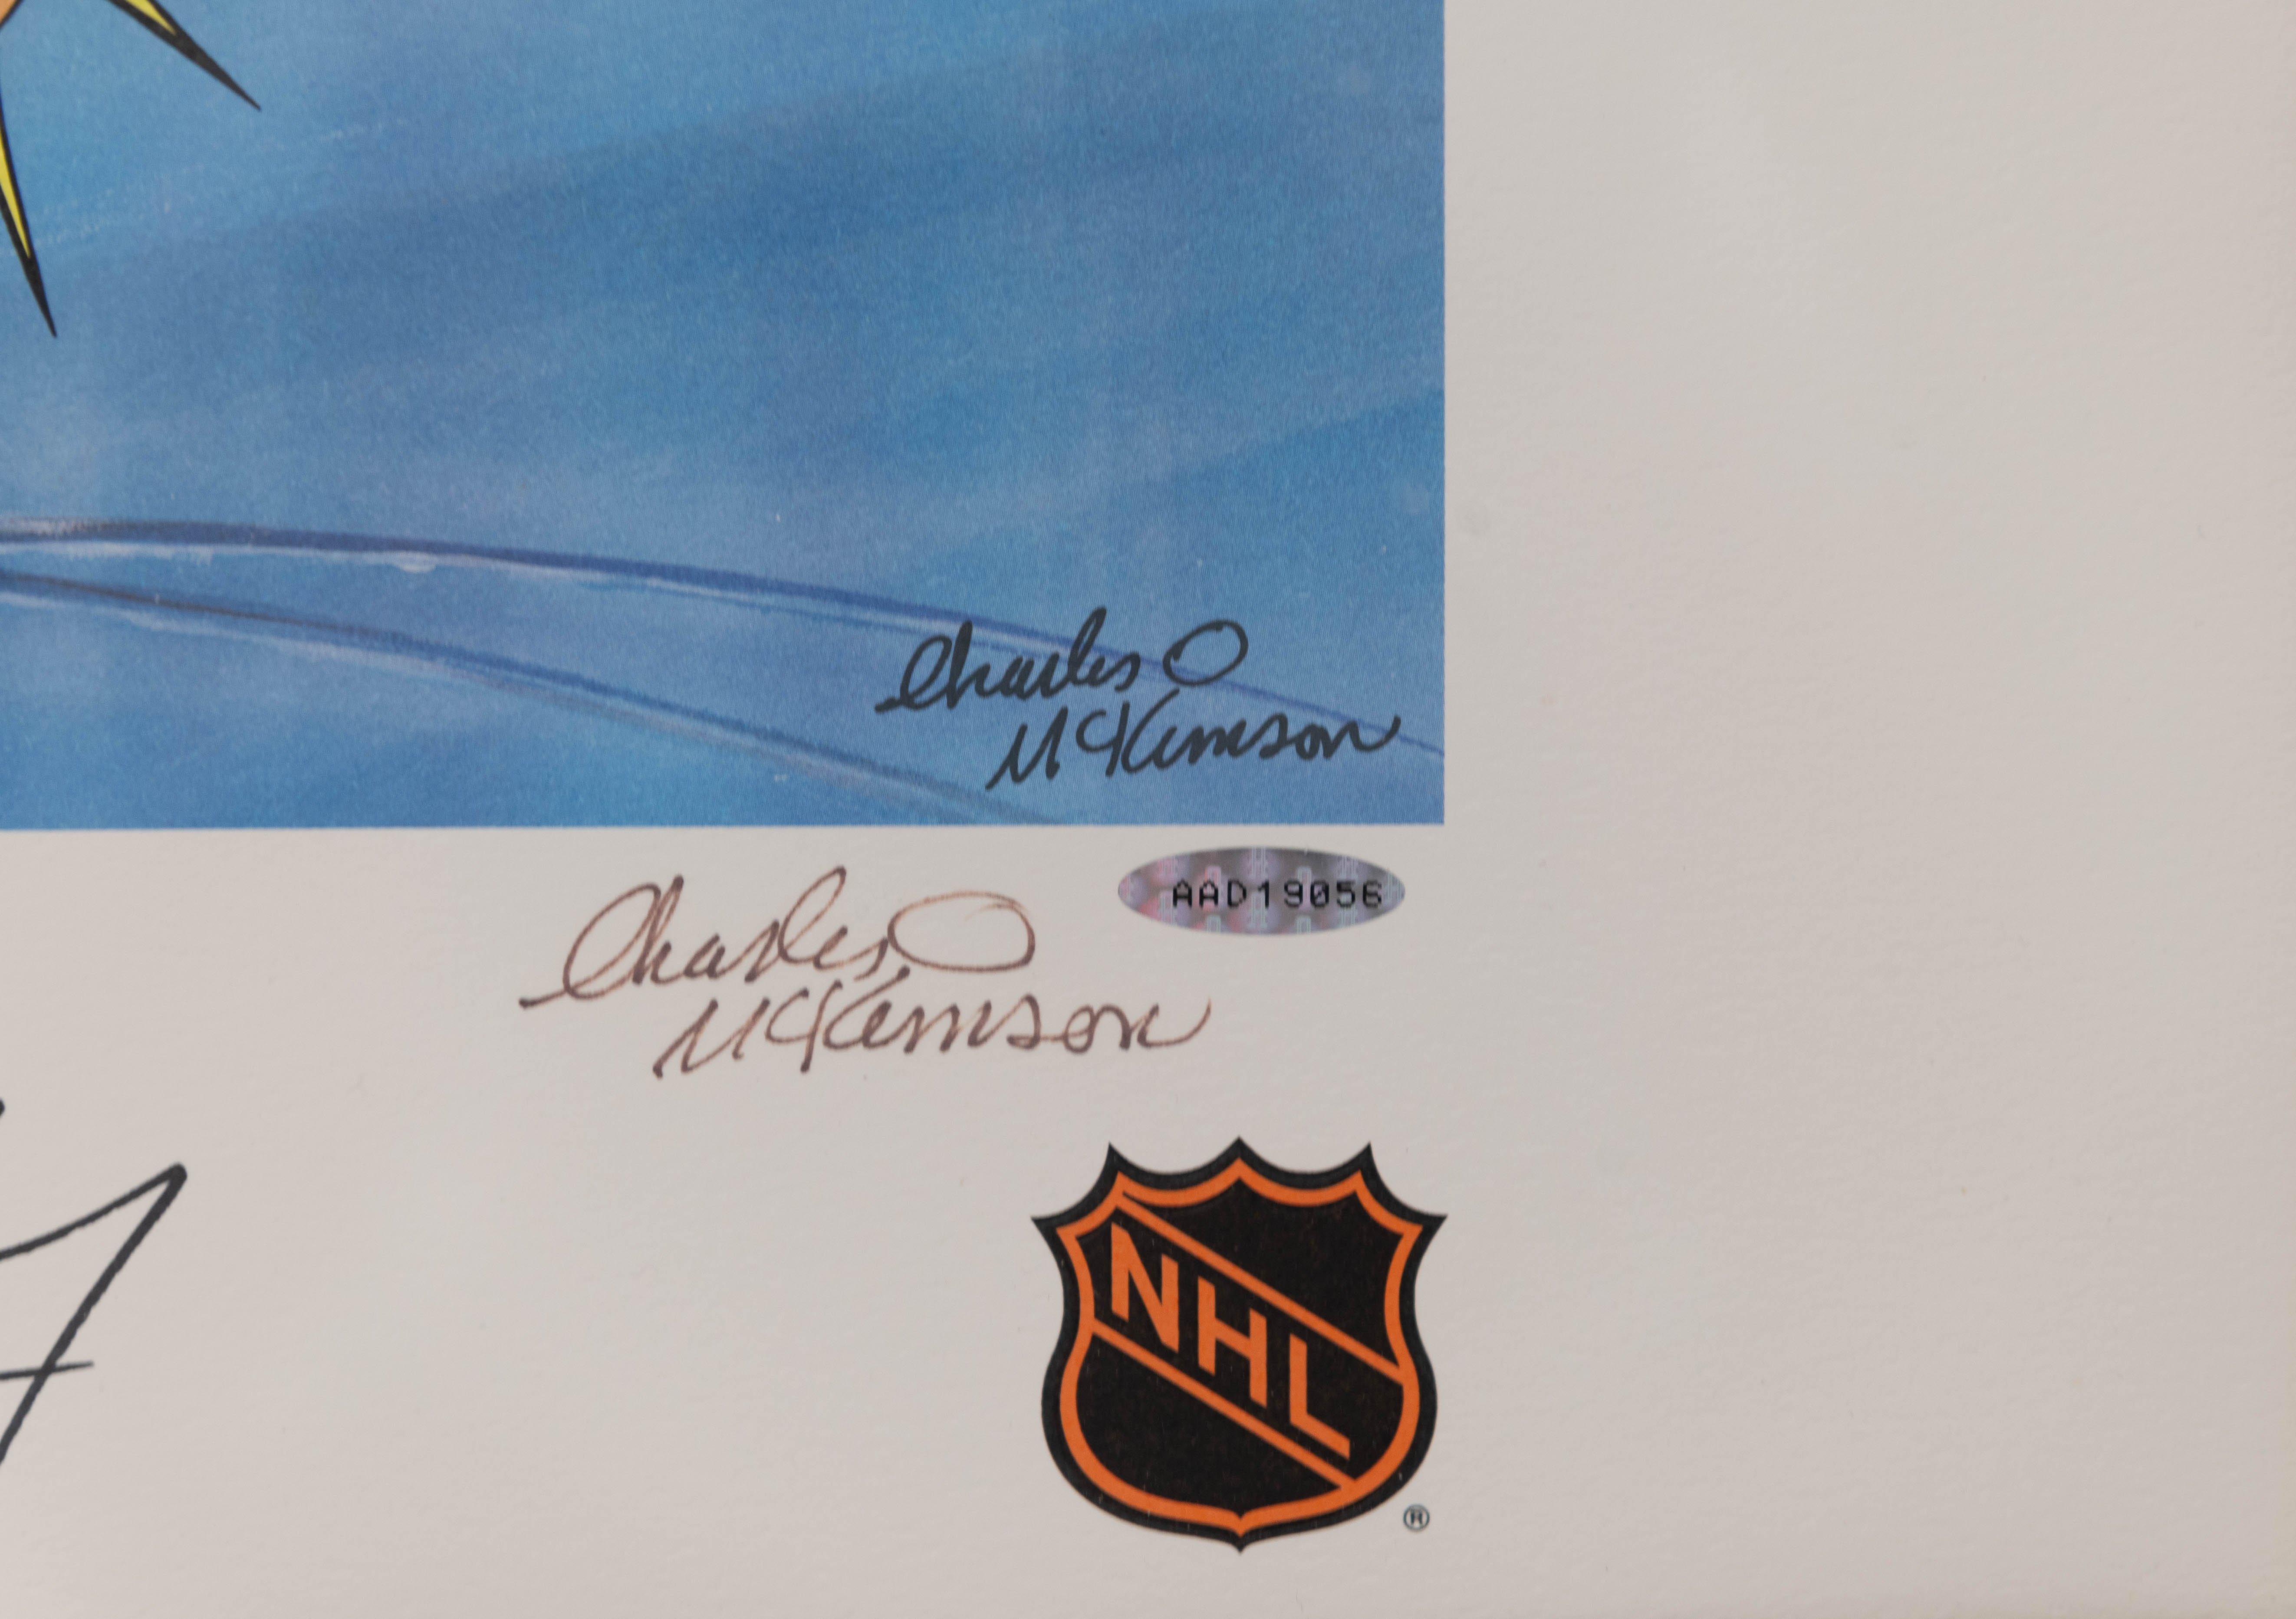 Charles O
McKimson
AAD19056
Charles O
McKimson
NHL
®